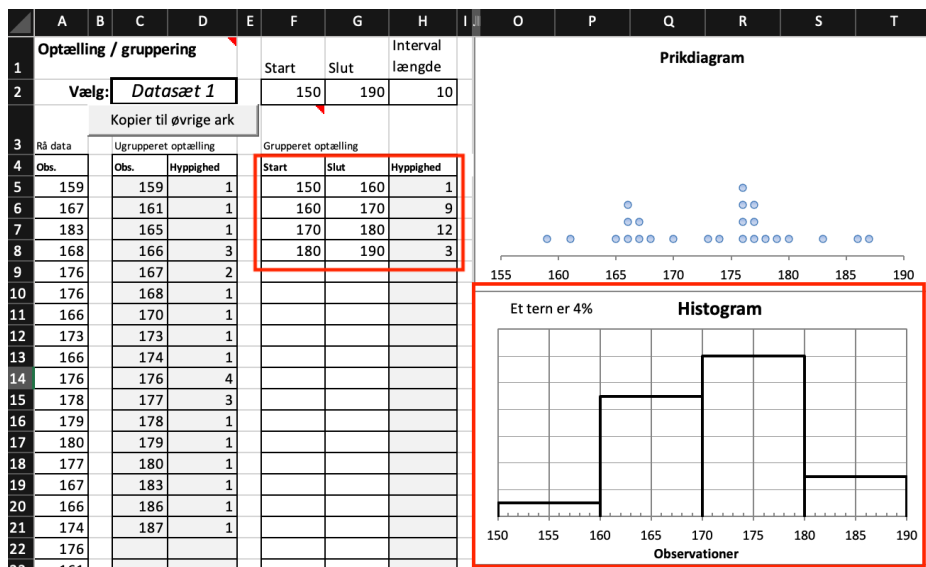 A B C D E F G H I O P Q R S T
1 Optælling / gruppering Start Slut Interval længde
2 Vælg: Datasæt 1 150 190 10
Kopier til øvrige ark
3 Rå data Ugrupperet optælling Grupperet optælling
4 Obs. Obs. Hyppighed Start Slut Hyppighed
5 159 159 1 150 160 1
6 167 161 1 160 170 9
7 183 165 1 170 180 12
8 168 166 3 180 190 3
9 176 167 2
10 176 168 1
11 166 170 1
12 173 173 1
13 166 174 1
14 176 176 4
15 178 177 3
16 179 178 1
17 180 179 1
18 177 180 1
19 167 183 1
20 166 186 1
21 174 187 1
22 176
Prikdiagram
155 160 165 170 175 180 185 190
Et tern er 4% Histogram
150 155 160 165 170 175 180 185 190
Observationer